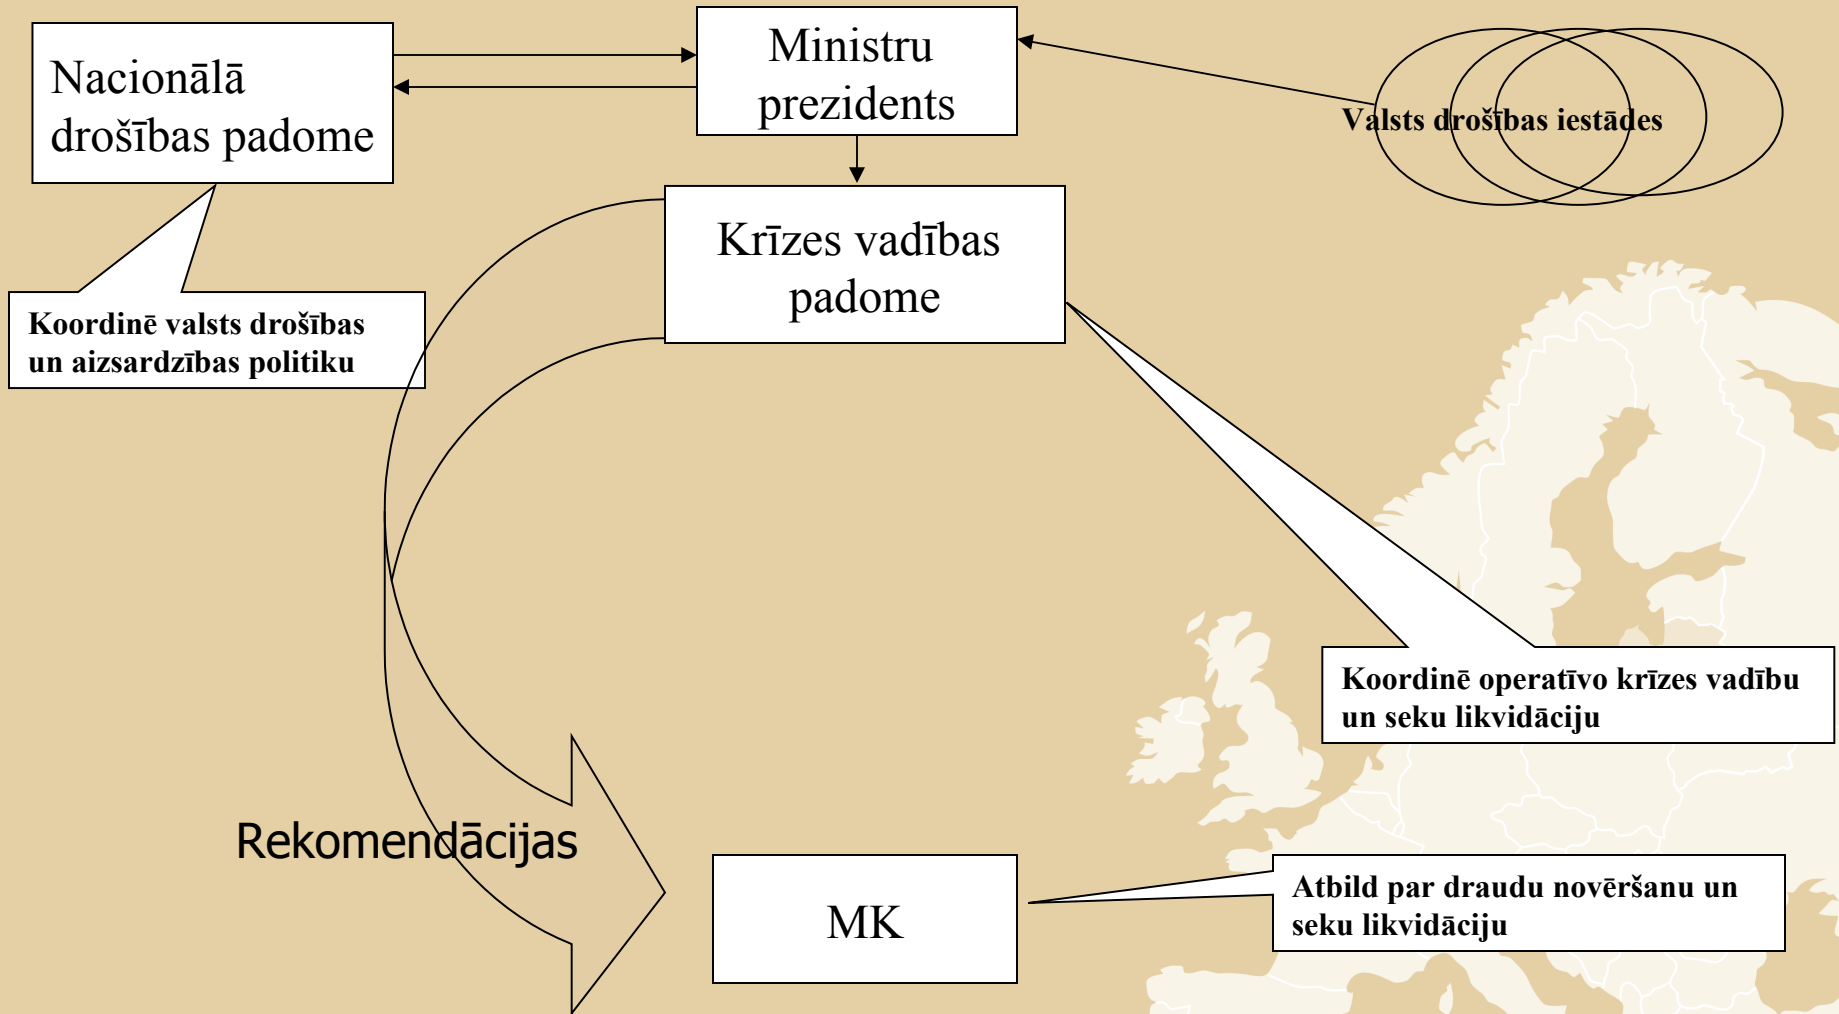 Nacionālā
drošības padome
Ministru
prezidents
Valsts drošības iestādes
Krīzes vadības
padome
Koordinē valsts drošības
un aizsardzības politiku
Koordinē operatīvo krīzes vadību
un seku likvidāciju
Rekomendācijas
MK
Atbild par draudu novēršanu un
seku likvidāciju